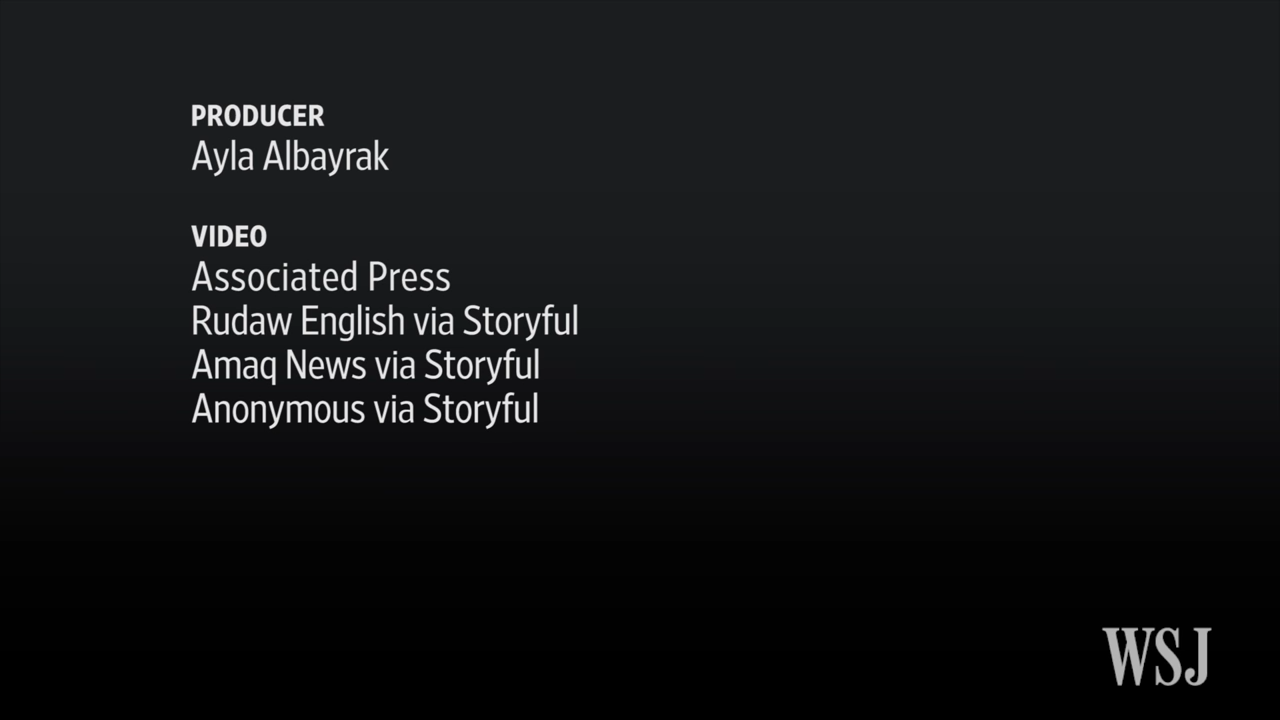 PRODUCER
Ayla Albayrak
VIDEO
Associated Press
Rudaw English via Storyful
Amaq News via Storyful
Anonymous via Storyful
WSJ